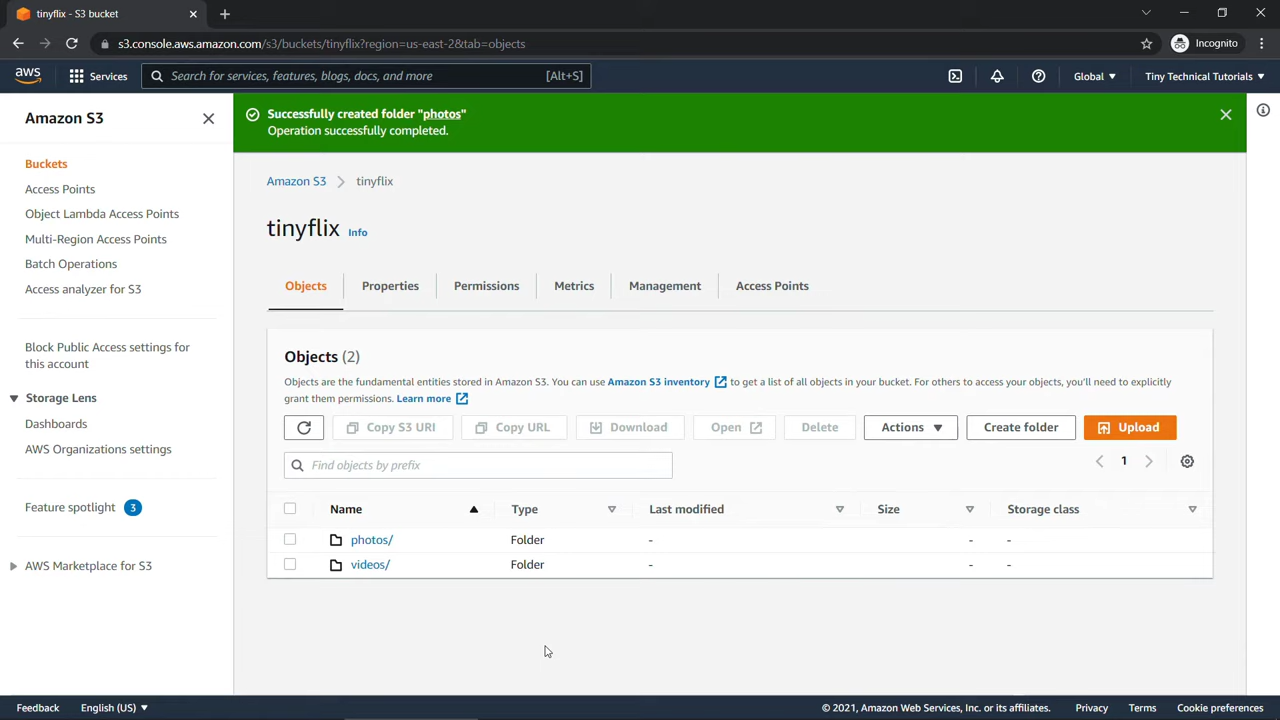 tinyflix - S3 bucket
s3.console.aws.amazon.com/s3/buckets/tinyflix?region=us-east-2&tab=objects
Incognito
aws
Services
Search for services, features, blogs, docs, and more
[Alt+S]
Global
Tiny Technical Tutorials
Amazon S3
Buckets
Access Points
Object Lambda Access Points
Multi-Region Access Points
Batch Operations
Access analyzer for S3
Block Public Access settings for
this account
Storage Lens
Dashboards
AWS Organizations settings
Feature spotlight 3
AWS Marketplace for S3
Successfully created folder "photos"
Operation successfully completed.
Amazon S3 tinyflix
tinyflix Info
Objects Properties Permissions Metrics Management Access Points
Objects (2)
Objects are the fundamental entities stored in Amazon S3. You can use Amazon S3 inventory to get a list of all objects in your bucket. For others to access your objects, you'll need to explicitly
grant them permissions. Learn more
Copy S3 URI Copy URL Download Open Delete Actions Create folder Upload
Find objects by prefix
1
Name Type Last modified Size Storage class
photos/ Folder - - -
videos/ Folder - - -
Feedback English (US) © 2021, Amazon Web Services, Inc. or its affiliates. Privacy Terms Cookie preferences